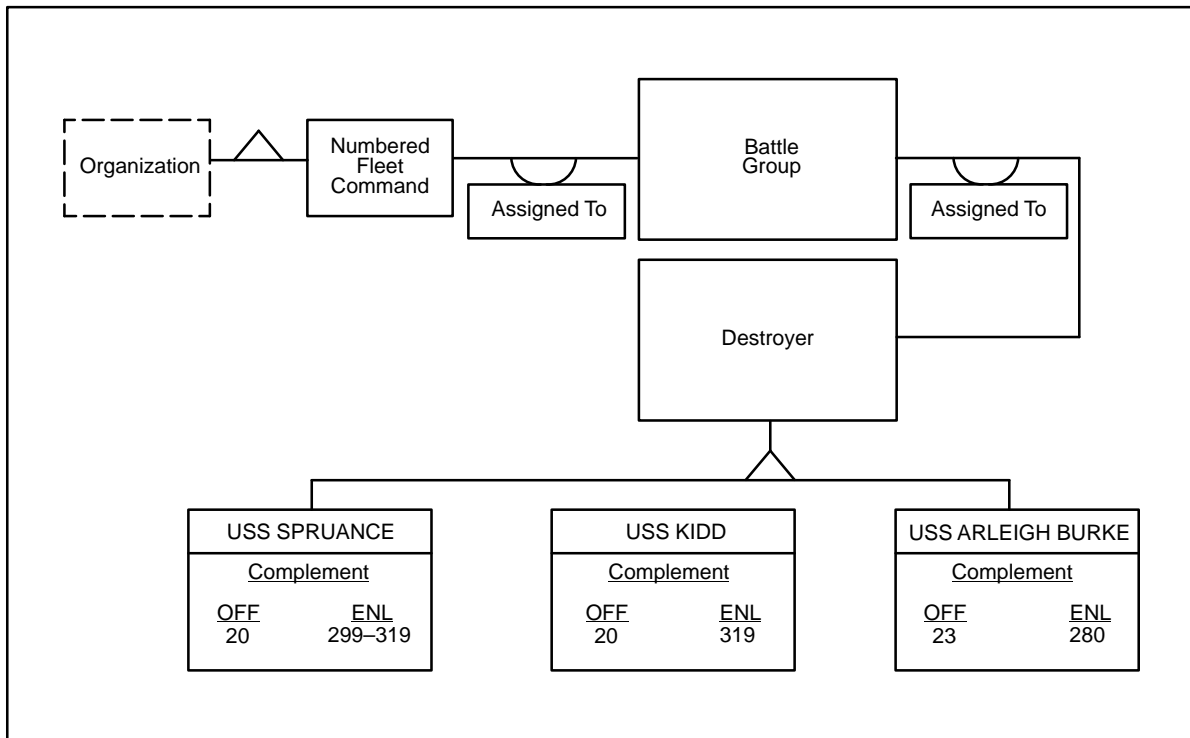 Organization
Numbered
Fleet
Command
Assigned To
Battle
Group
Assigned To
Destroyer
USS SPRUANCE
Complement
OFF ENL
20 299–319
USS KIDD
Complement
OFF ENL
20 319
USS ARLEIGH BURKE
Complement
OFF ENL
23 280